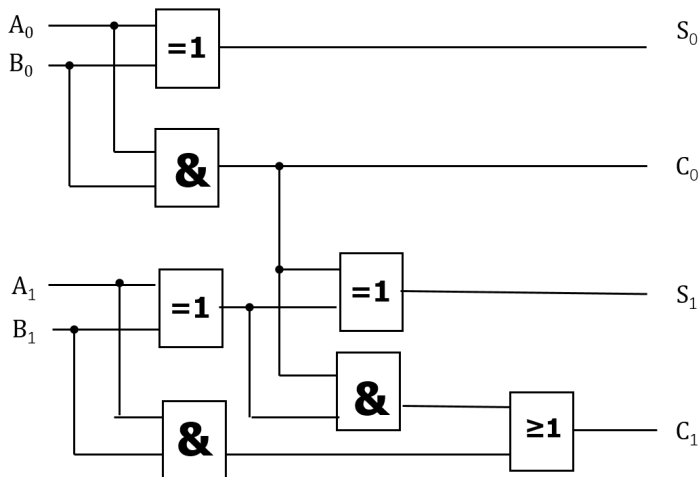 A₀
=1
S₀
B₀
&
C₀
A₁
=1
=1
S₁
B₁
&
&
≥1
C₁